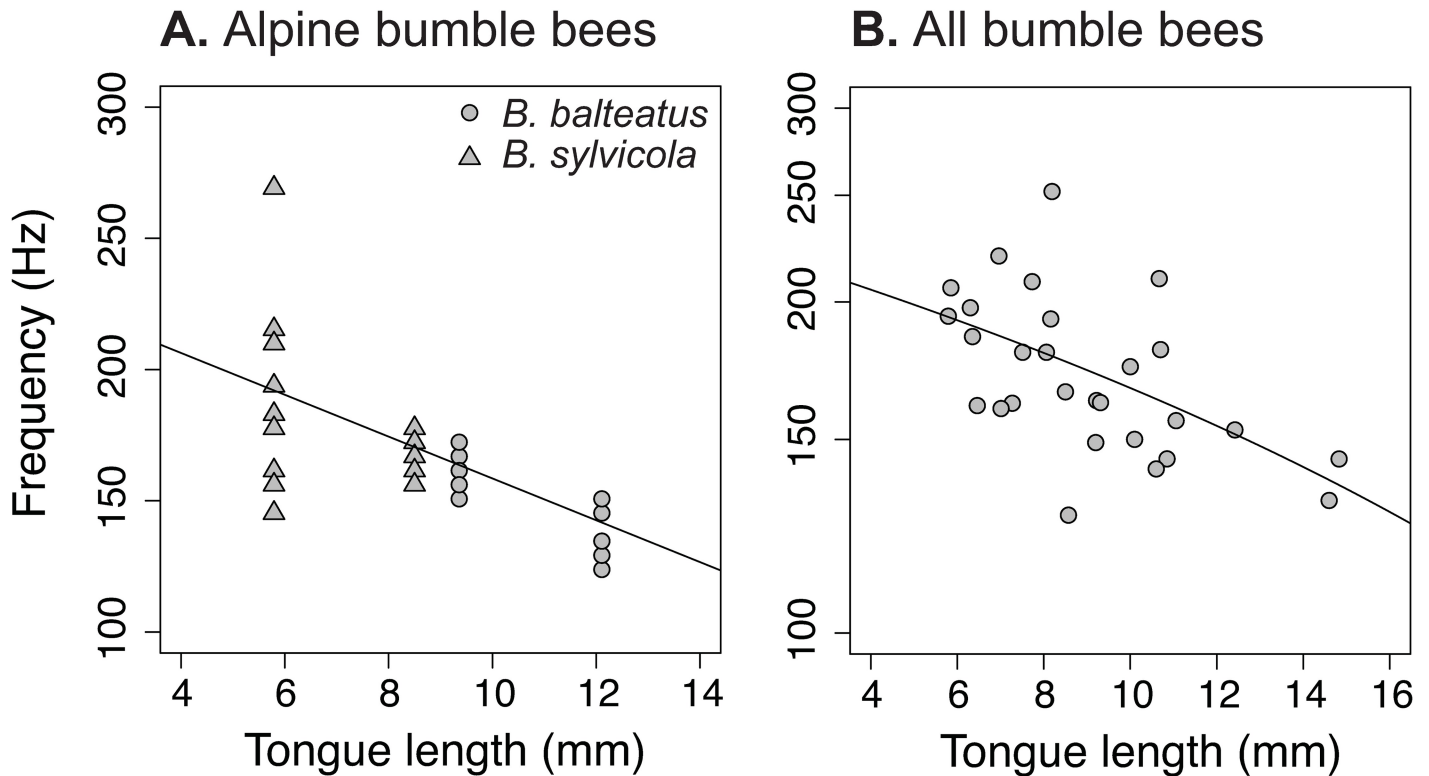 A. Alpine bumble bees
Frequency (Hz)
300
250
200
150
100
B. balteatus
B. sylvicola
4 6 8 10 12 14
Tongue length (mm)
B. All bumble bees
300
250
200
150
100
4 6 8 10 12 14 16
Tongue length (mm)